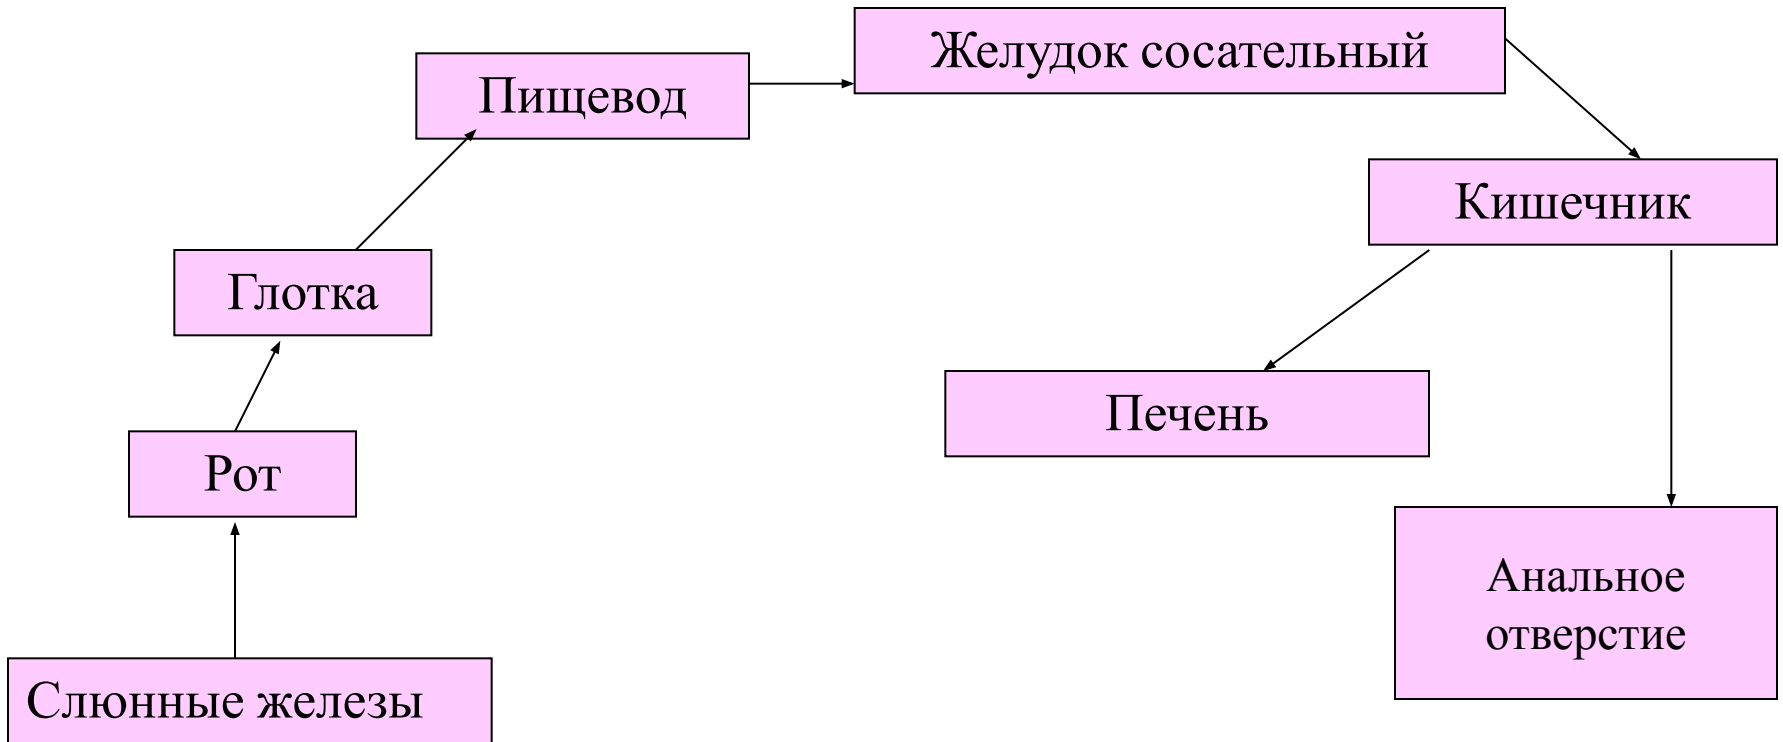 Желудок сосательный
Пищевод
Кишечник
Глотка
Печень
Рот
Анальное
отверстие
Слюнные железы